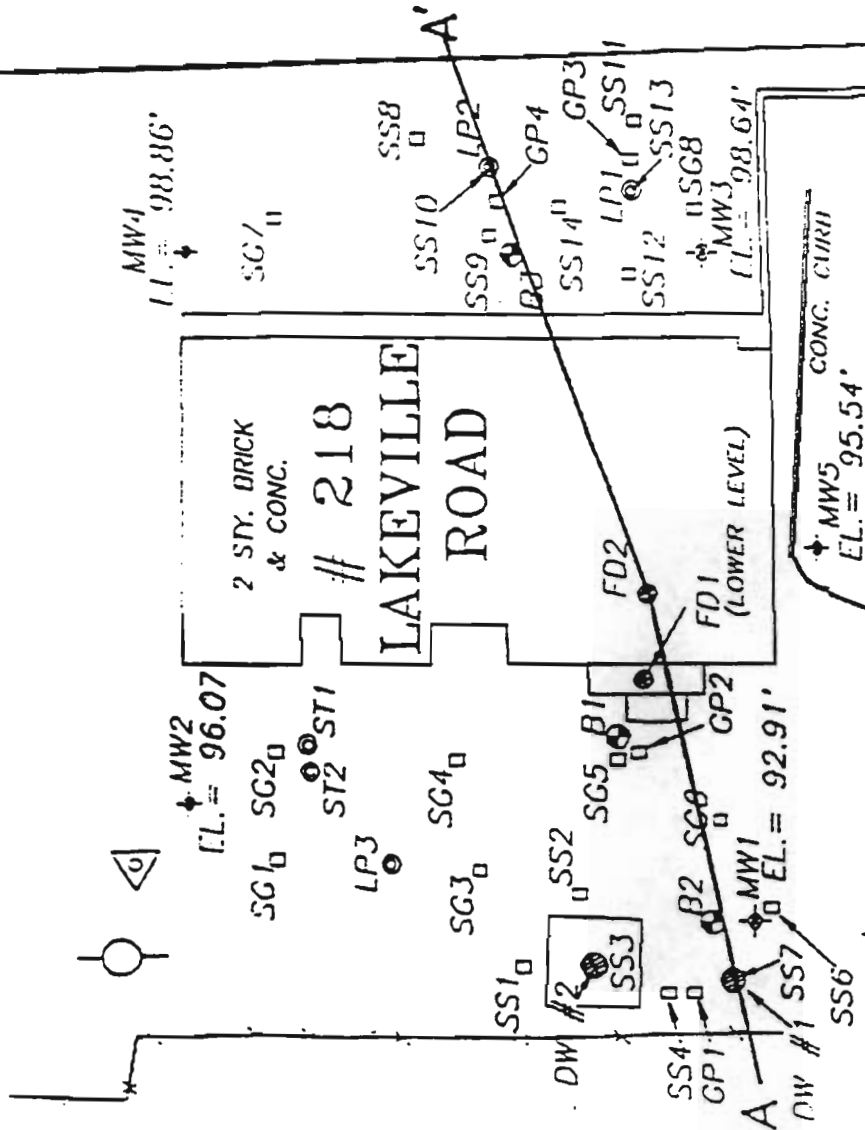 A'
MW4
EL. = 98.86'
SG7
SS8
LP2
SS10
GP4
SS9
B3
SS14
GP3
SS11
LP1
SS13
SS12
SG8
MW3
EL. = 98.64'
2 STY. BRICK
& CONC.
# 218
LAKEVILLE
ROAD
FD2
FD1
(LOWER LEVEL)
CONC. CURB
MW5
EL. = 95.54'
MW2
EL. = 96.07
ST1
ST2
SG2
SG1
LP3
SG4
SG3
B1
SG5
GP2
SS2
SS1
DW #2
SS3
B2
MW1
EL. = 92.91'
SS4
GP1
SS7
SS6
DW #1
A